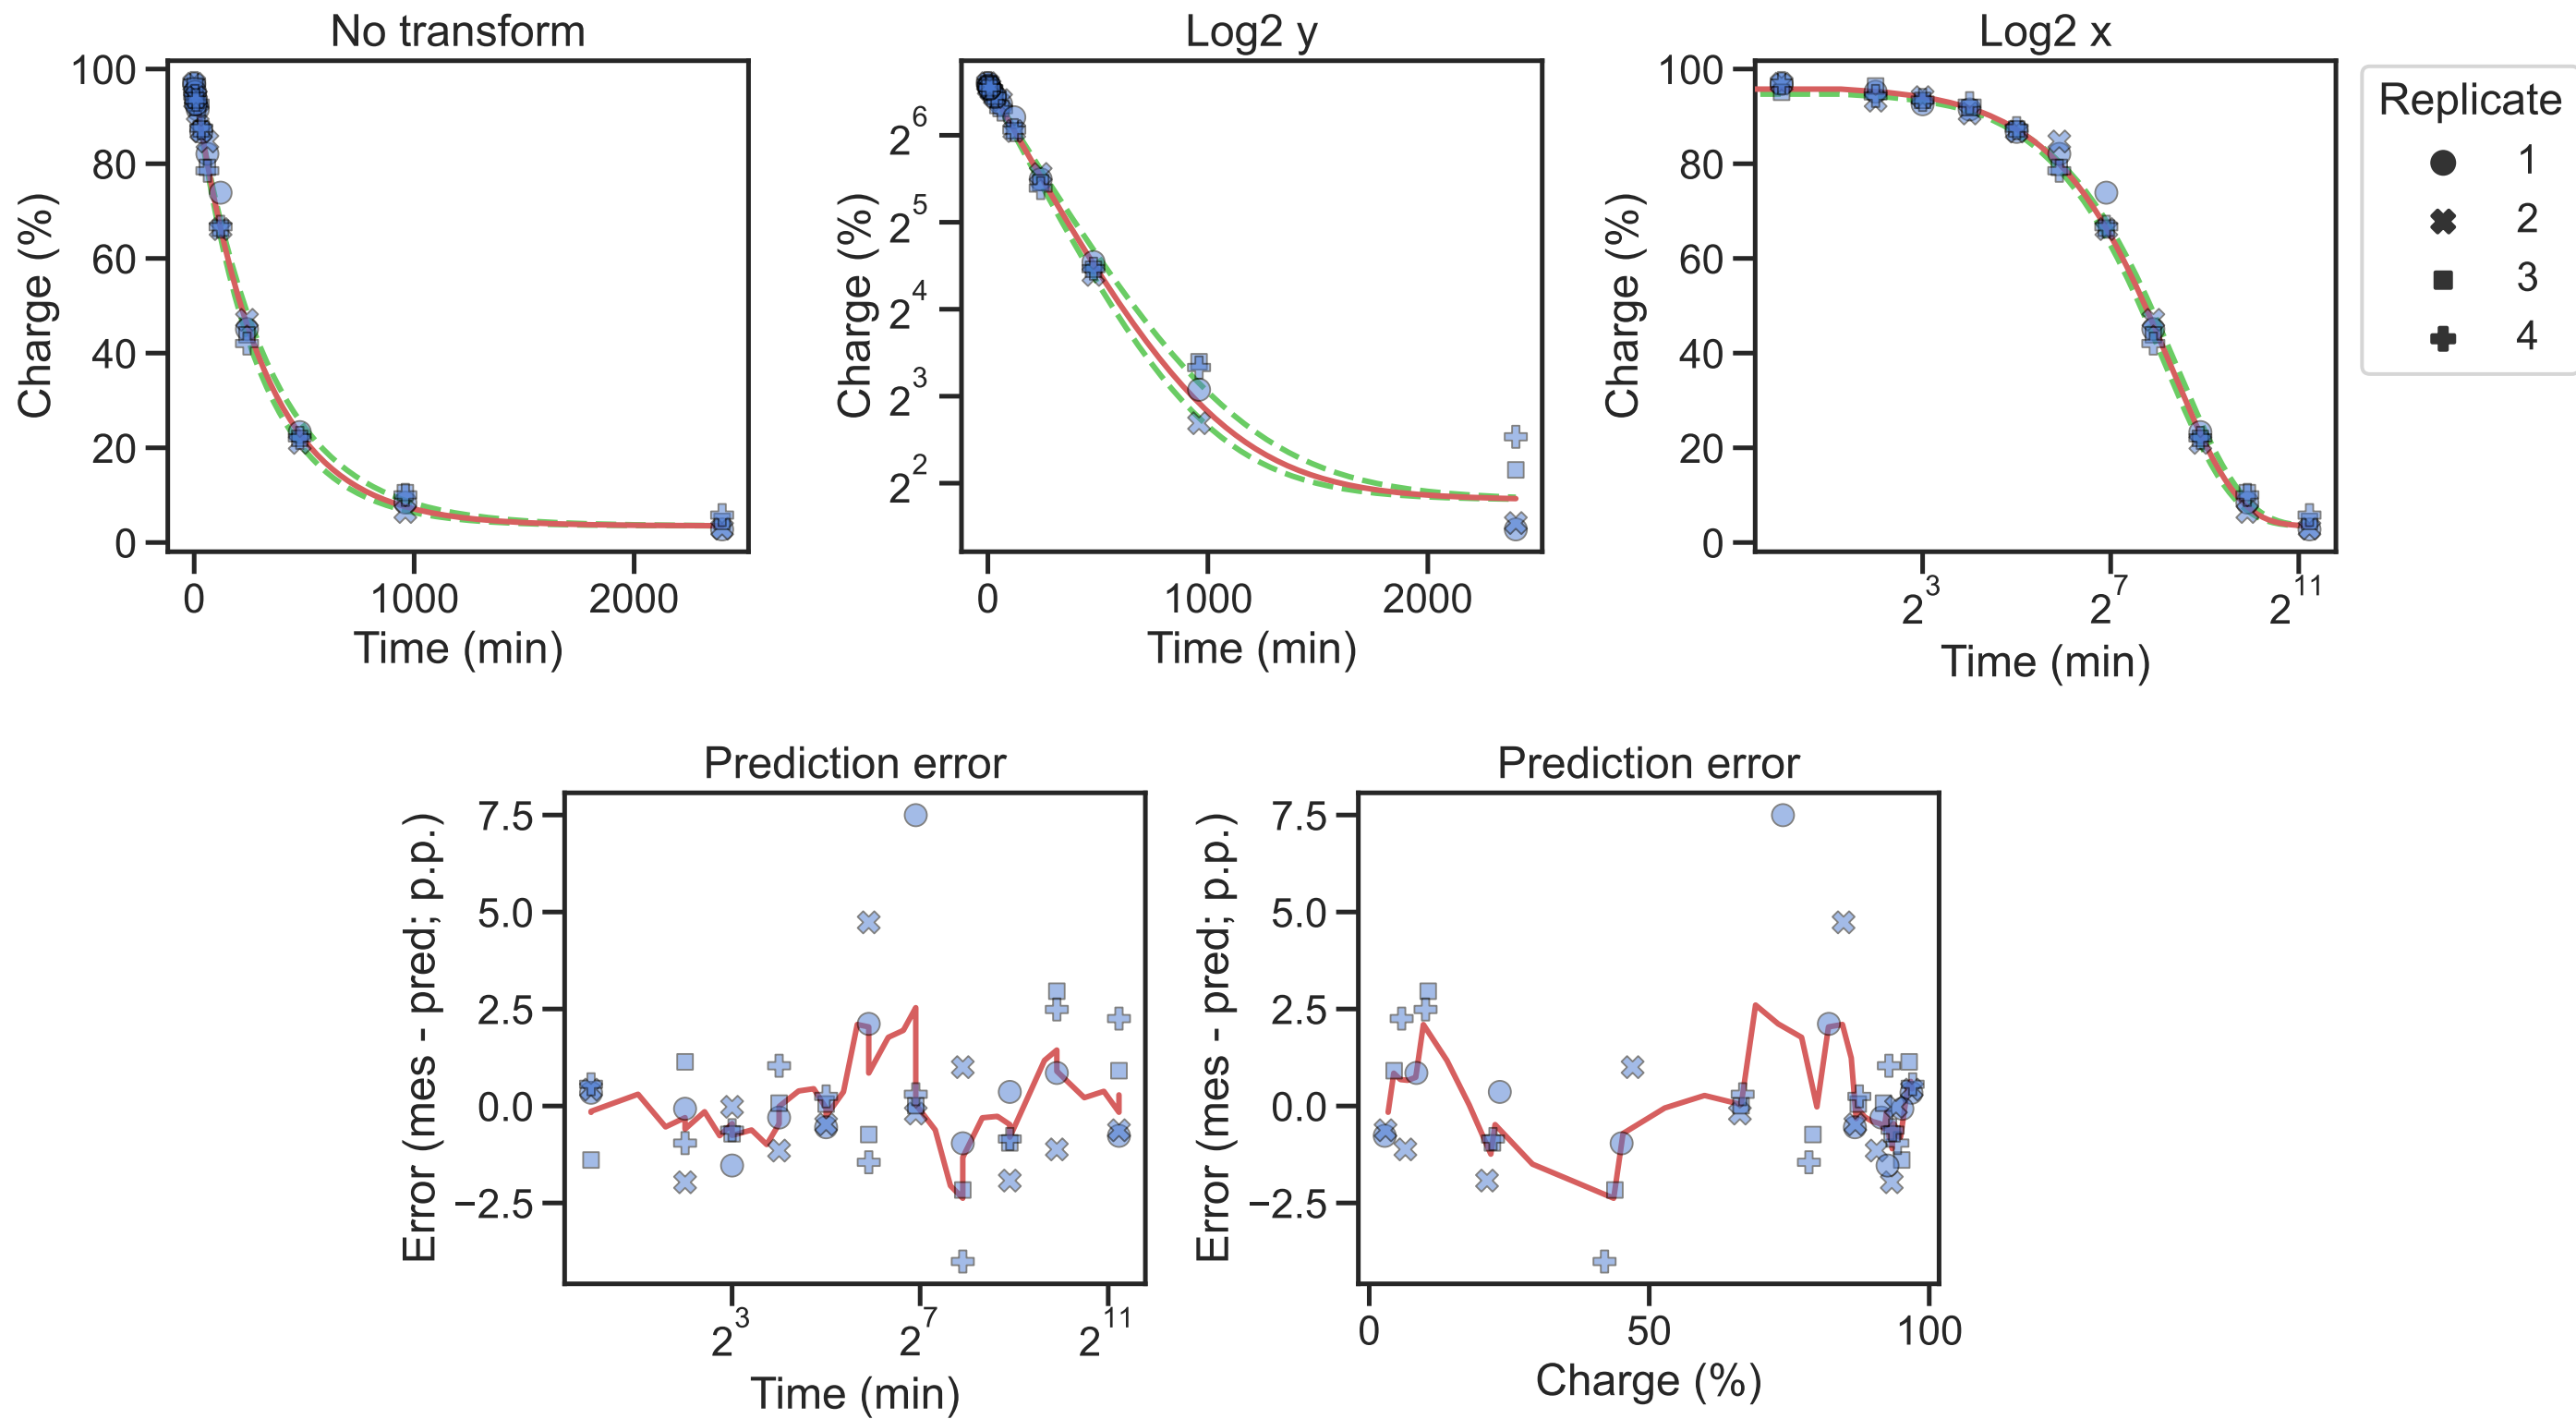 No transform
100
80
60
40
20
0
Charge (%)
0 1000 2000
Time (min)
Log2 y
2^6
2^5
2^4
2^3
2^2
Charge (%)
0 1000 2000
Time (min)
Log2 x
100
80
60
40
20
0
Charge (%)
2^3 2^7 2^11
Time (min)
Replicate
1
2
3
4
Prediction error
7.5
5.0
2.5
0.0
−2.5
Error (mes - pred; p.p.)
2^3 2^7 2^11
Time (min)
Prediction error
7.5
5.0
2.5
0.0
−2.5
Error (mes - pred; p.p.)
0 50 100
Charge (%)